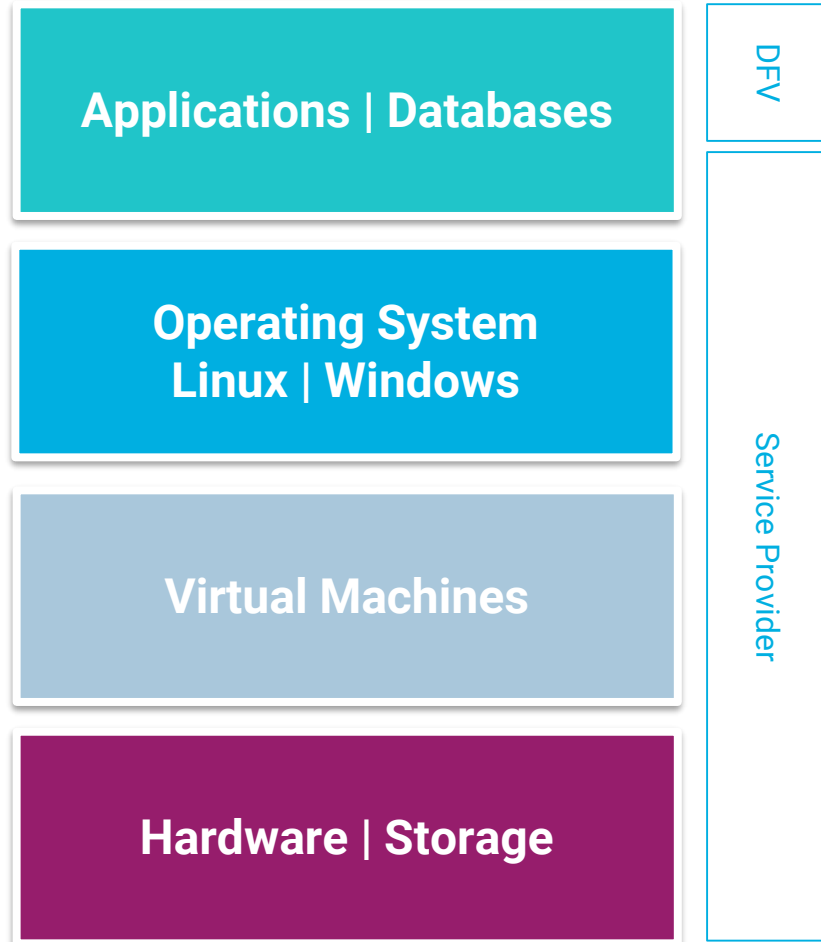 Applications | Databases
DFV
Operating System
Linux | Windows
Service Provider
Virtual Machines
Hardware | Storage